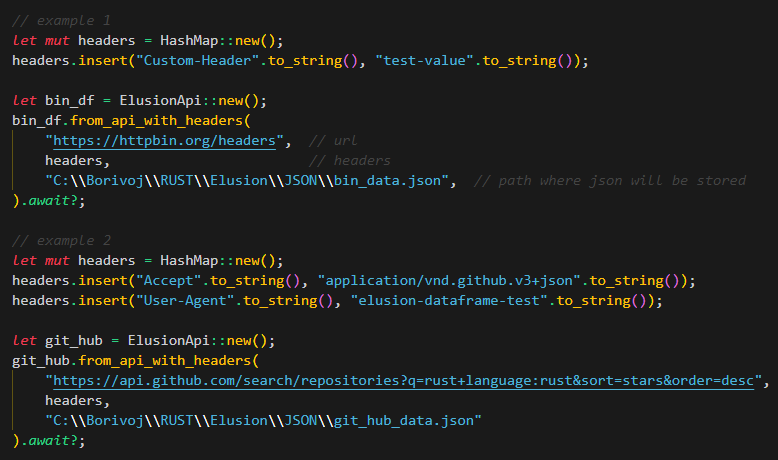 // example 1
let mut headers = HashMap::new();
headers.insert("Custom-Header".to_string(), "test-value".to_string());

let bin_df = ElusionApi::new();
bin_df.from_api_with_headers(
    "https://httpbin.org/headers",  // url
    headers,                        // headers
    "C:\\Borivoj\\RUST\\Elusion\\JSON\\bin_data.json",  // path where json will be stored
).await?;

// example 2
let mut headers = HashMap::new();
headers.insert("Accept".to_string(), "application/vnd.github.v3+json".to_string());
headers.insert("User-Agent".to_string(), "elusion-dataframe-test".to_string());

let git_hub = ElusionApi::new();
git_hub.from_api_with_headers(
    "https://api.github.com/search/repositories?q=rust+language:rust&sort=stars&order=desc",
    headers,
    "C:\\Borivoj\\RUST\\Elusion\\JSON\\git_hub_data.json"
).await?;